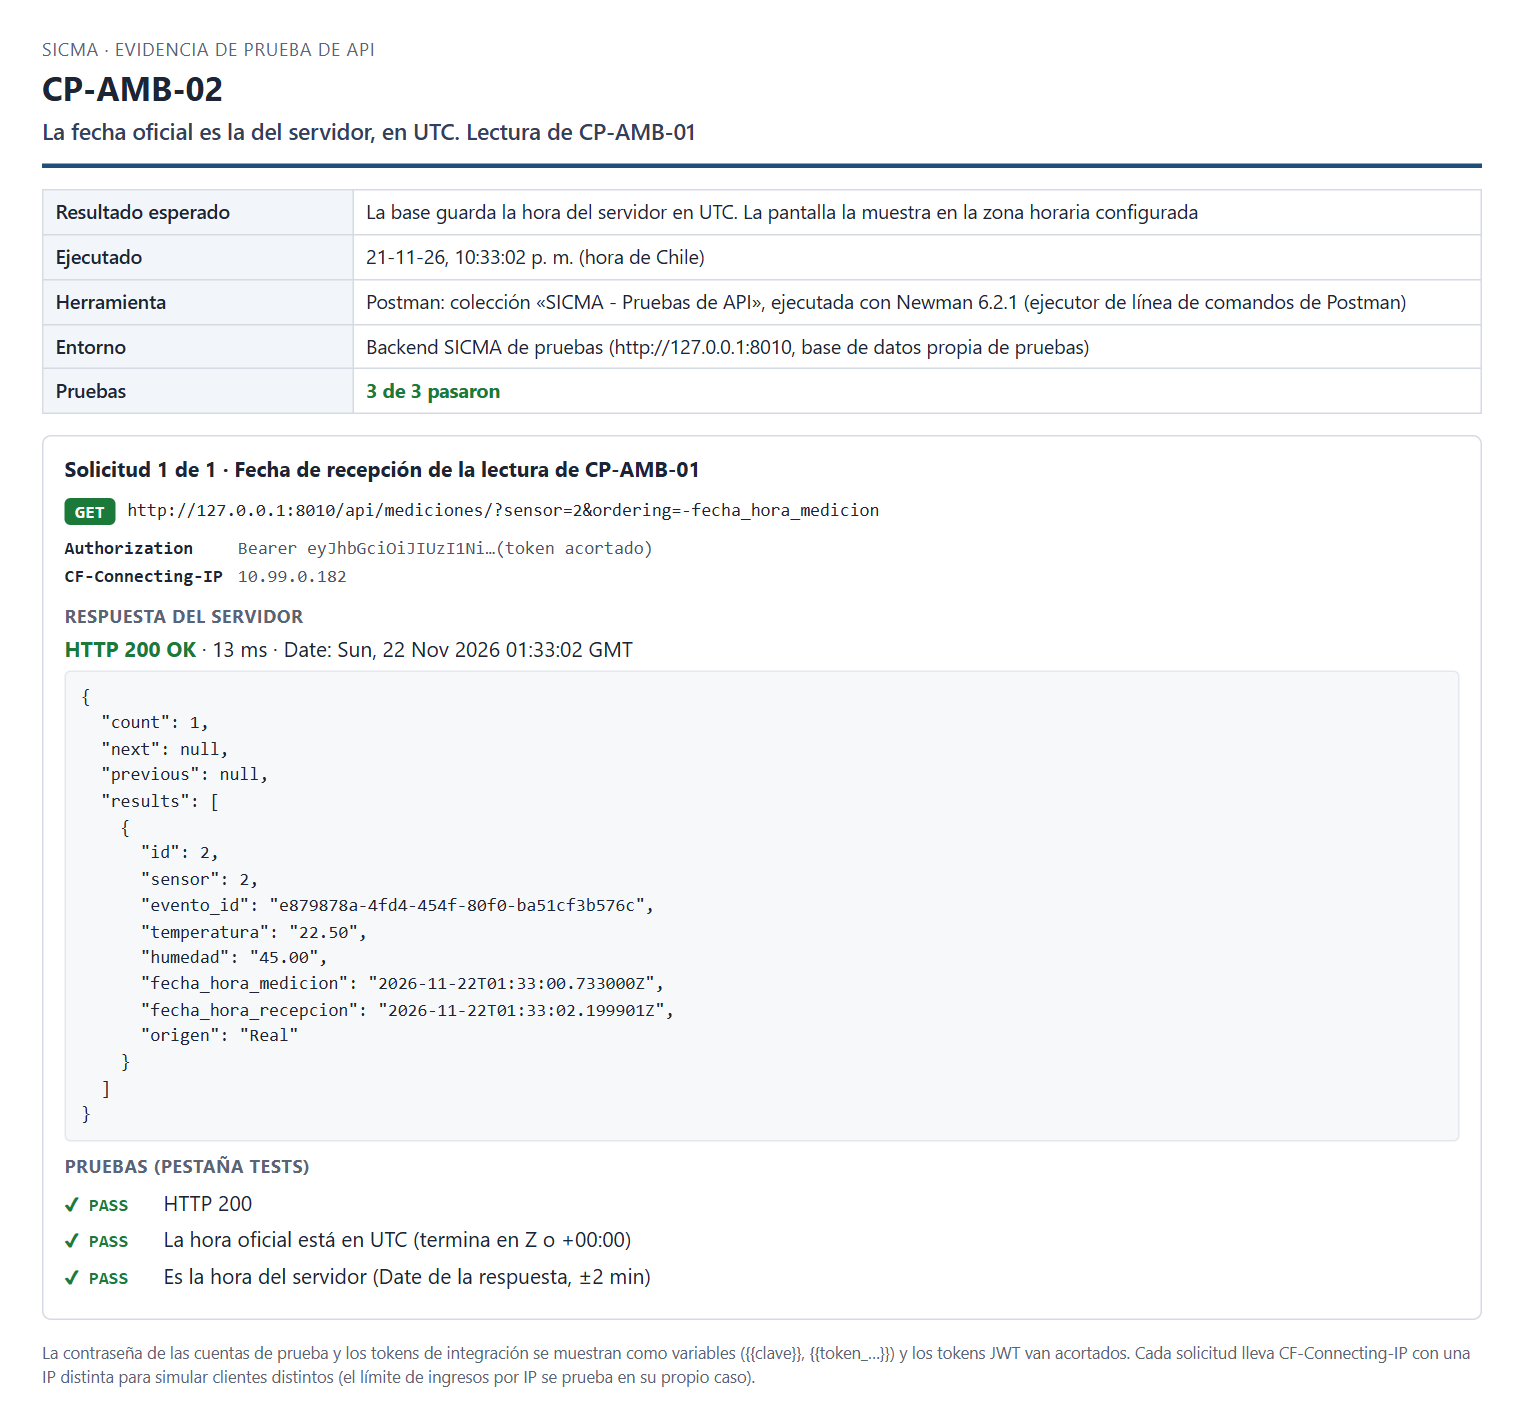 SICMA · EVIDENCIA DE PRUEBA DE API
CP-AMB-02
La fecha oficial es la del servidor, en UTC. Lectura de CP-AMB-01
Resultado esperado La base guarda la hora del servidor en UTC. La pantalla la muestra en la zona horaria configurada
Ejecutado 21-11-26, 10:33:02 p. m. (hora de Chile)
Herramienta Postman: colección «SICMA - Pruebas de API», ejecutada con Newman 6.2.1 (ejecutor de línea de comandos de Postman)
Entorno Backend SICMA de pruebas (http://127.0.0.1:8010, base de datos propia de pruebas)
Pruebas 3 de 3 pasaron
Solicitud 1 de 1 · Fecha de recepción de la lectura de CP-AMB-01
GET http://127.0.0.1:8010/api/mediciones/?sensor=2&ordering=-fecha_hora_medicion
Authorization Bearer eyJhbGciOiJIUzI1Ni…(token acortado)
CF-Connecting-IP 10.99.0.182
RESPUESTA DEL SERVIDOR
HTTP 200 OK · 13 ms · Date: Sun, 22 Nov 2026 01:33:02 GMT
{
"count": 1,
"next": null,
"previous": null,
"results": [
{
"id": 2,
"sensor": 2,
"evento_id": "e879878a-4fd4-454f-80f0-ba51cf3b576c",
"temperatura": "22.50",
"humedad": "45.00",
"fecha_hora_medicion": "2026-11-22T01:33:00.733000Z",
"fecha_hora_recepcion": "2026-11-22T01:33:02.199901Z",
"origen": "Real"
}
]
}
PRUEBAS (PESTAÑA TESTS)
✔ PASS HTTP 200
✔ PASS La hora oficial está en UTC (termina en Z o +00:00)
✔ PASS Es la hora del servidor (Date de la respuesta, ±2 min)
La contraseña de las cuentas de prueba y los tokens de integración se muestran como variables ({{clave}}, {{token_…}}) y los tokens JWT van acortados. Cada solicitud lleva CF-Connecting-IP con una
IP distinta para simular clientes distintos (el límite de ingresos por IP se prueba en su propio caso).